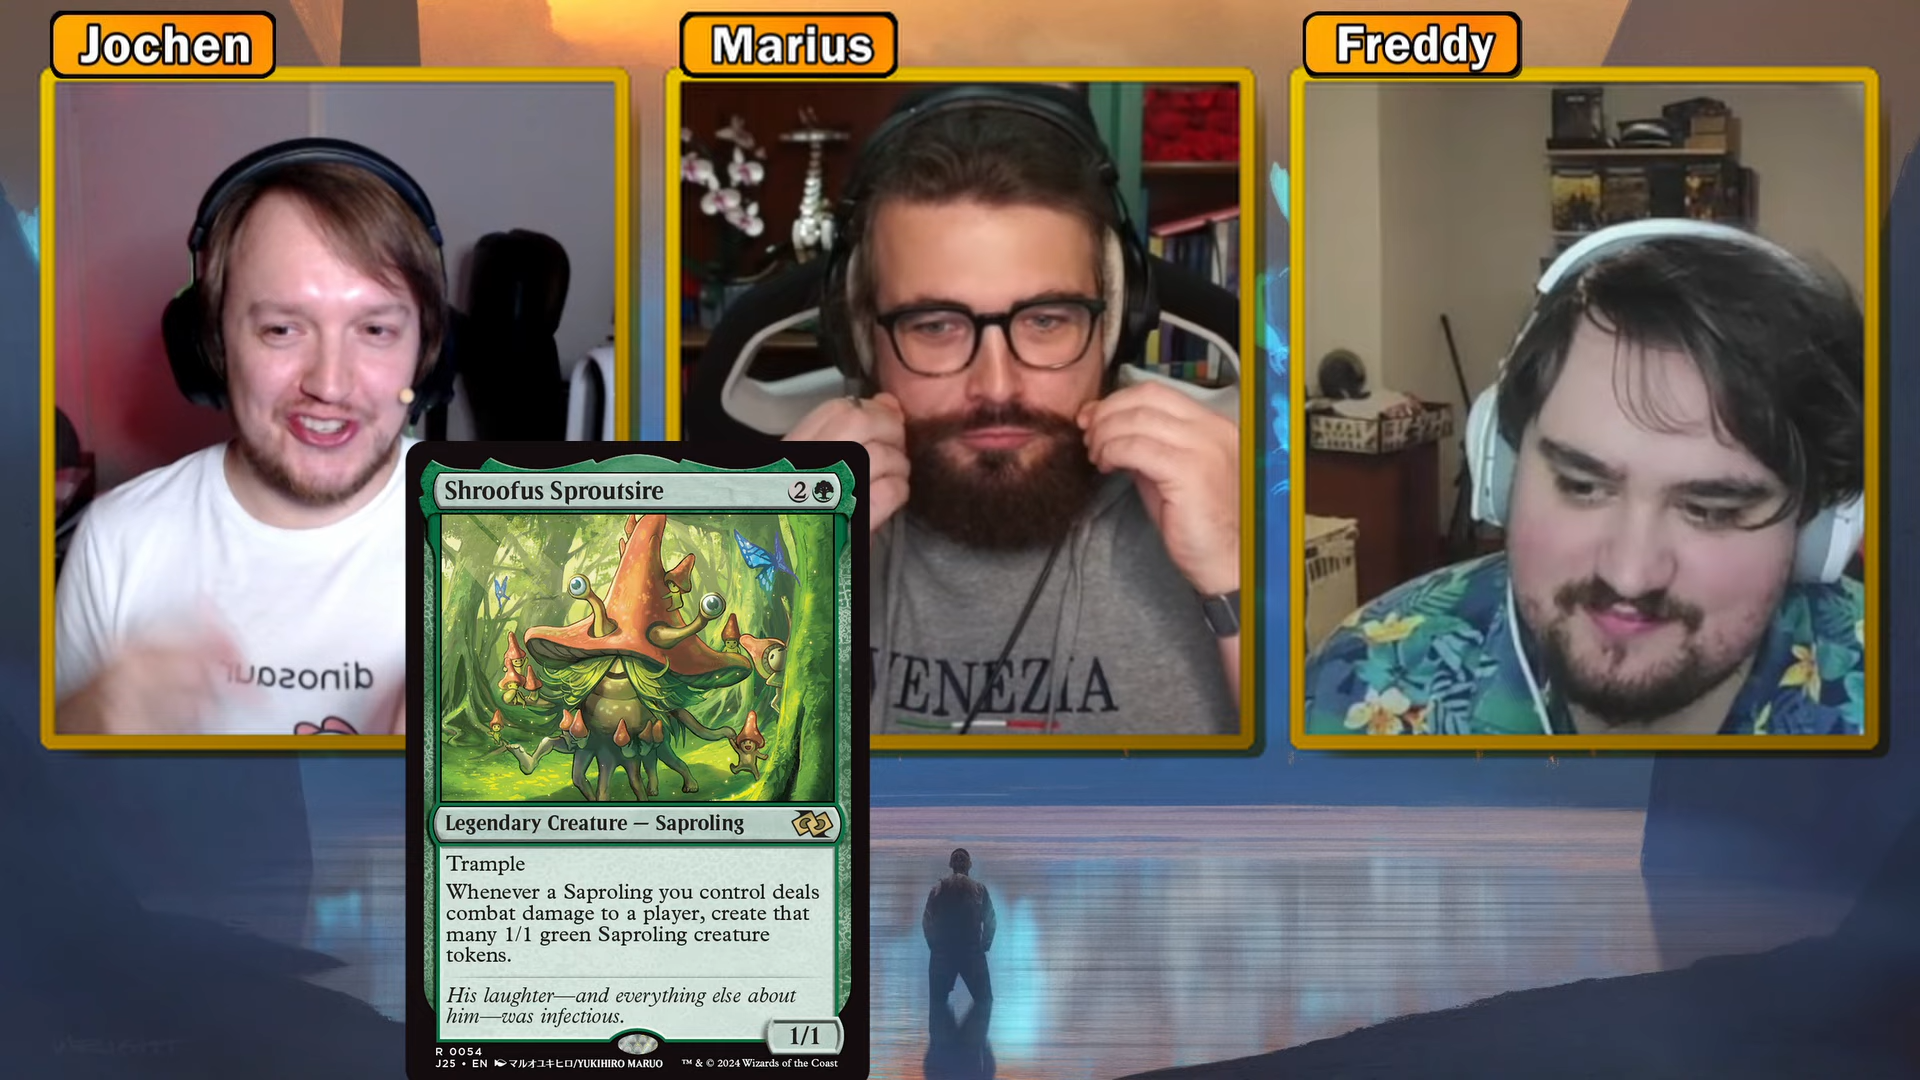 Jochen
Marius
Freddy
dinosaur
VENEZIA
Shroofus Sproutsire
2
Legendary Creature — Saproling
Trample
Whenever a Saproling you control deals
combat damage to a player, create that
many 1/1 green Saproling creature
tokens.
His laughter—and everything else about
him—was infectious.
1/1
R 0054
J25 • EN マルオユキヒロ/YUKIHIRO MARUO ™ & © 2024 Wizards of the Coast